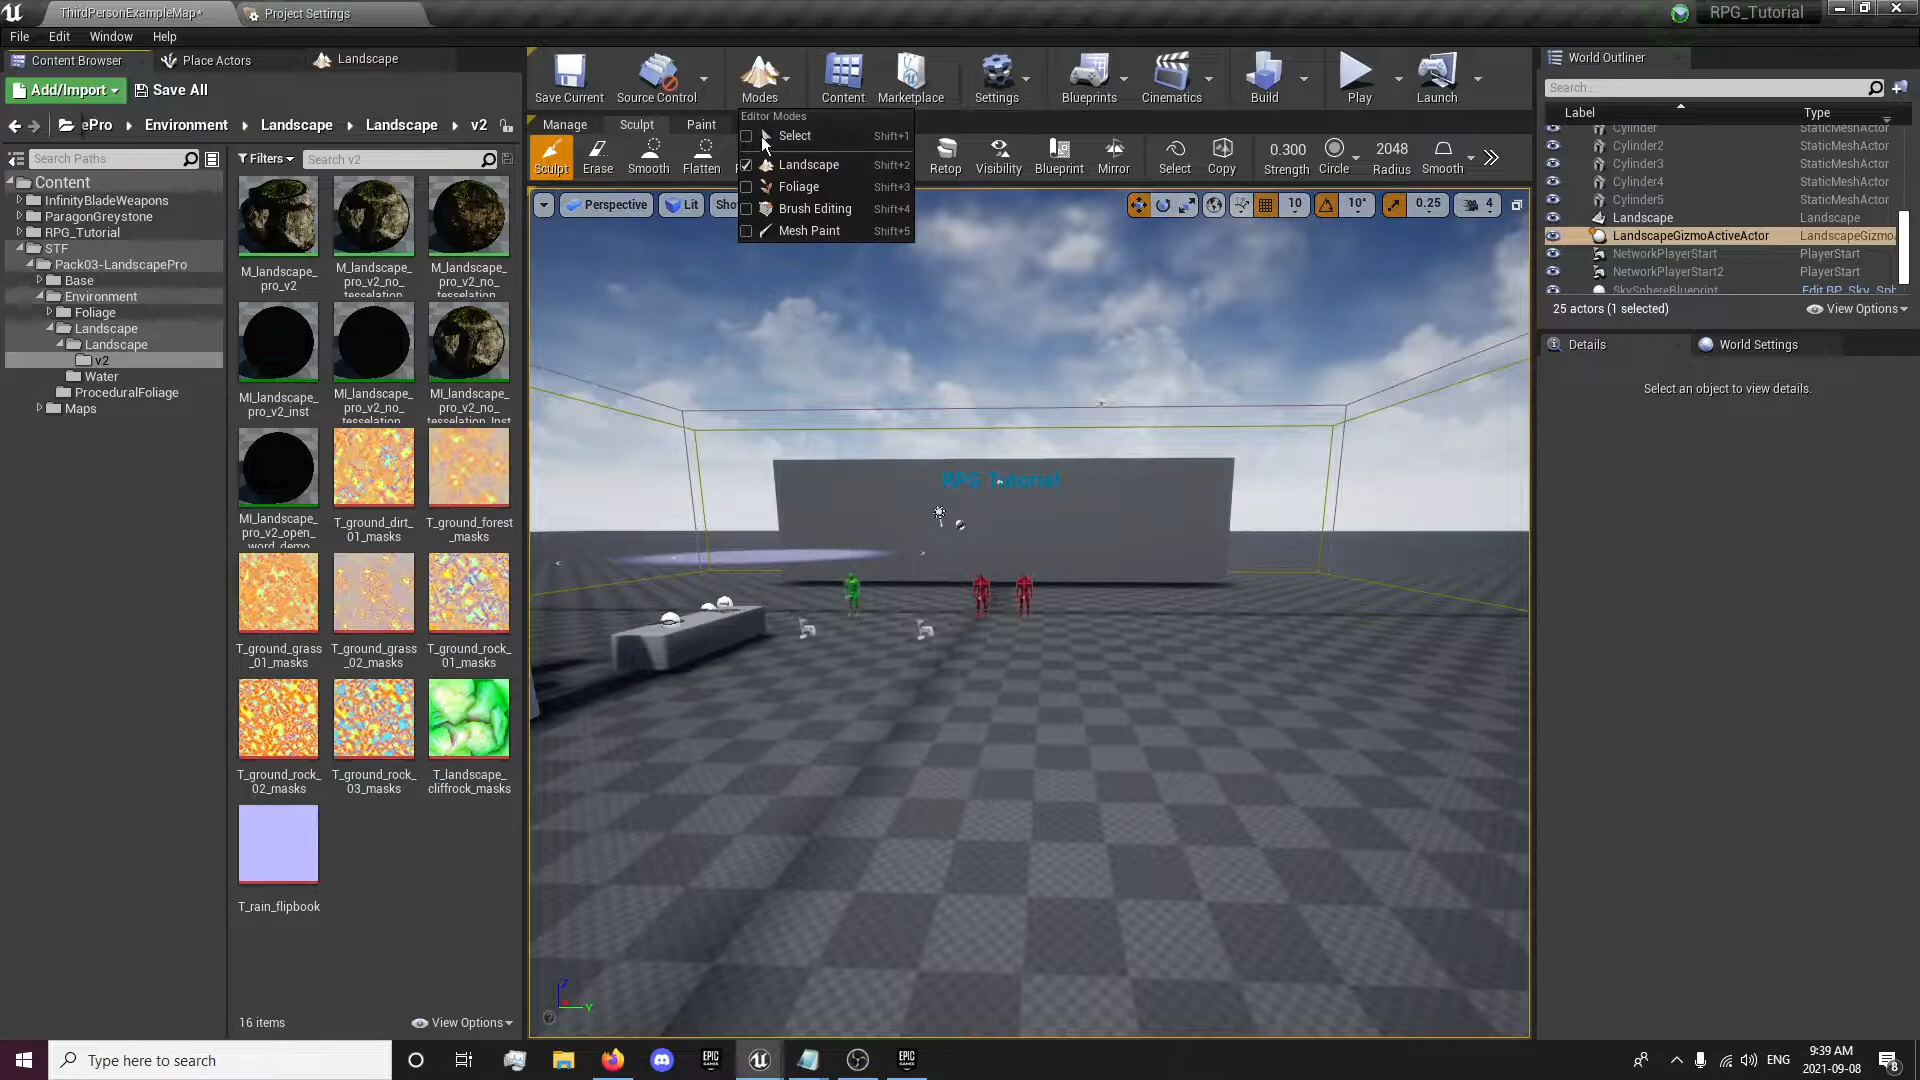 ThirdPersonExampleMap*
Project Settings
RPG_Tutorial
File Edit Window Help
Content Browser
Place Actors
Landscape
Add/Import
Save All
ePro Environment Landscape Landscape v2
Search Paths
Filters
Search v2
Content
InfinityBladeWeapons
ParagonGreystone
RPG_Tutorial
STF
Pack03-LandscapePro
Base
Environment
Foliage
Landscape
Landscape
v2
Water
ProceduralFoliage
Maps
M_landscape_
pro_v2
M_landscape_
pro_v2_no_
tesselation
M_landscape_
pro_v2_no_
tesselation
MI_landscape_
pro_v2_inst
MI_landscape_
pro_v2_no_
tesselation
MI_landscape_
pro_v2_no_
tesselation_Inst
MI_landscape_
pro_v2_open_
word_demo
T_ground_dirt_
01_masks
T_ground_forest
_masks
T_ground_grass
_01_masks
T_ground_grass
_02_masks
T_ground_rock_
01_masks
T_ground_rock_
02_masks
T_ground_rock_
03_masks
T_landscape_
cliffrock_masks
T_rain_flipbook
16 items
View Options
Save Current
Source Control
Modes
Content
Marketplace
Settings
Blueprints
Cinematics
Build
Play
Launch
Manage Sculpt Paint
Sculpt
Erase
Smooth
Flatten
Retop
Visibility
Blueprint
Mirror
Select
Copy
0.300
Strength
Circle
2048
Radius
Smooth
Editor Modes
Select Shift+1
Landscape Shift+2
Foliage Shift+3
Brush Editing Shift+4
Mesh Paint Shift+5
Perspective
Lit
Sho
10
10°
0.25
4
RPG Tutorial
Z
Y
World Outliner
Search...
Label Type
Cylinder StaticMeshActor
Cylinder2 StaticMeshActor
Cylinder3 StaticMeshActor
Cylinder4 StaticMeshActor
Cylinder5 StaticMeshActor
Landscape Landscape
LandscapeGizmoActiveActor LandscapeGizmo
NetworkPlayerStart PlayerStart
NetworkPlayerStart2 PlayerStart
SkySphereBlueprint Edit BP_Sky_Sph
25 actors (1 selected)
View Options
Details
World Settings
Select an object to view details.
Type here to search
EPIC
GAMES
EPIC
GAMES
ENG
9:39 AM
2021-09-08
8